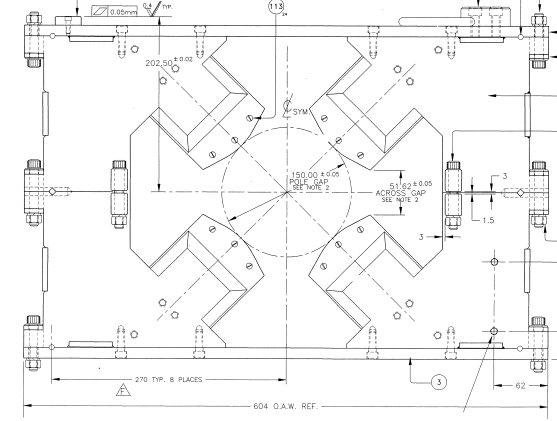 0.05mm
0.4
TYP.
113
24
202.50 ±0.02
℄
SYM.
150.00 ±0.05
POLE GAP
SEE NOTE 2
51.62 ±0.05
ACROSS GAP
SEE NOTE 2
3
1.5
3
270 TYP. 8 PLACES
F
3
62
604 O.A.W. REF.